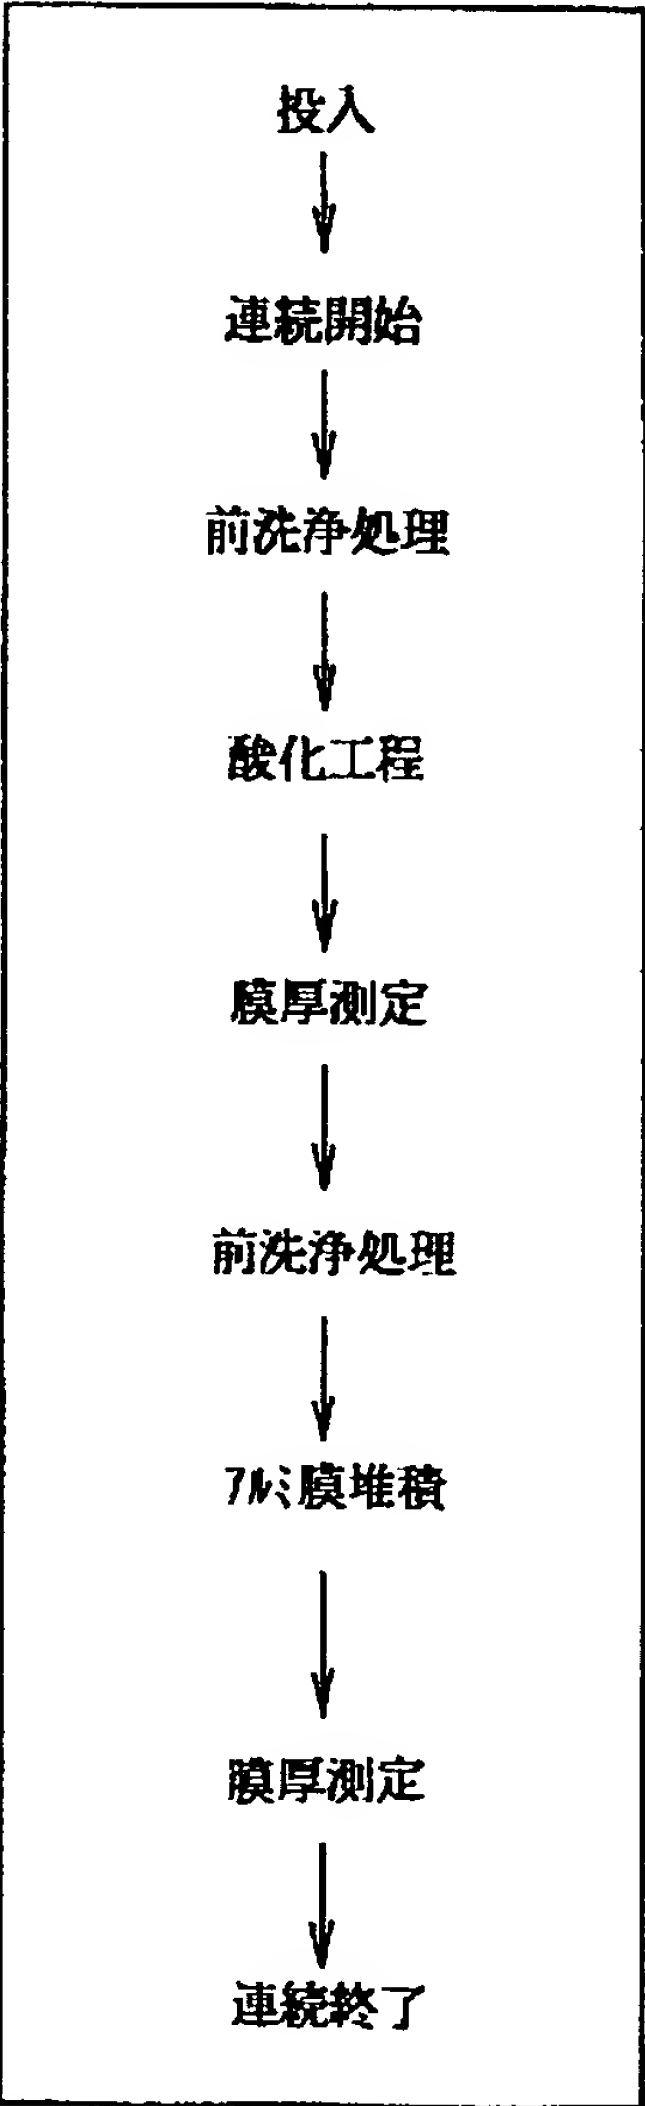 投入
連続開始
前洗浄処理
酸化工程
膜厚測定
前洗浄処理
ｱﾙﾐ膜堆積
膜厚測定
連続終了